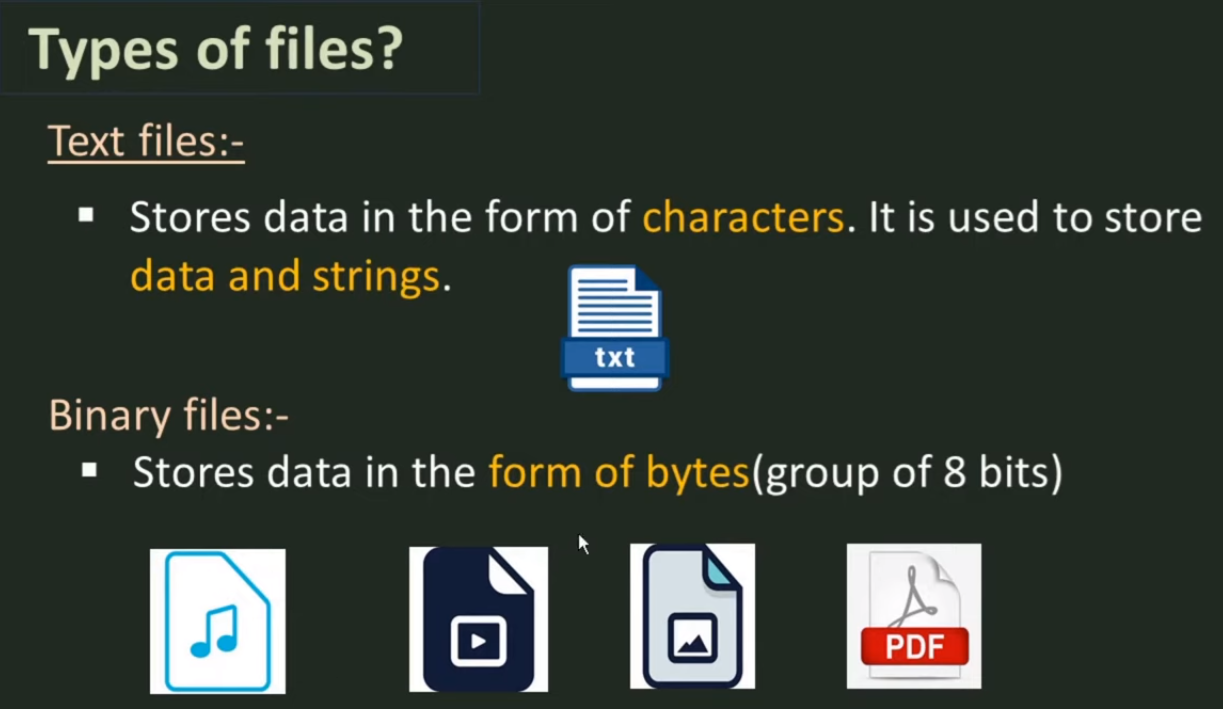 Types of files?
Text files:-
▪ Stores data in the form of characters. It is used to store
data and strings.
txt
Binary files:-
▪ Stores data in the form of bytes(group of 8 bits)
PDF